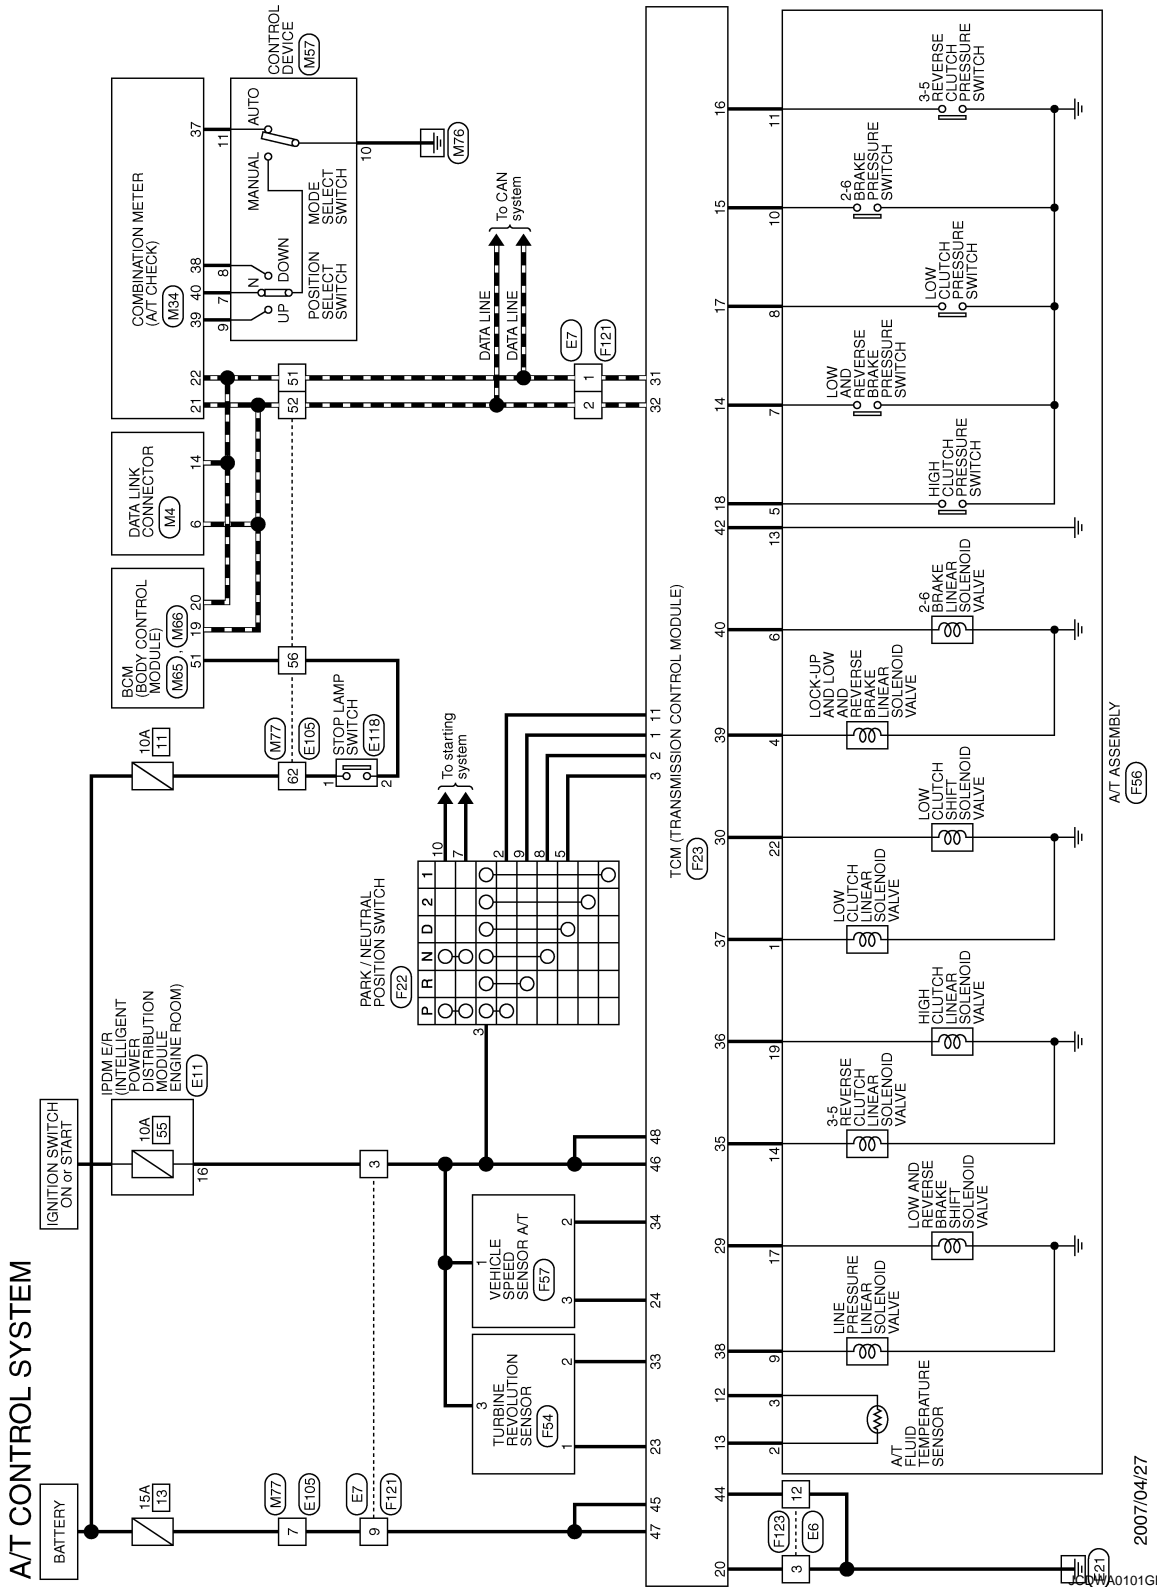 A/T CONTROL SYSTEM
BATTERY
IGNITION SWITCH
ON or START
15A
13
10A
55
16
IPDM E/R
(INTELLIGENT
POWER
DISTRIBUTION
MODULE
ENGINE ROOM)
E11
10A
11
M77
E105
7
E7
F121
9
3
M77
E105
62
56
52
51
1
STOP LAMP
SWITCH
E118
2
BCM
(BODY CONTROL
MODULE)
M65
,
M66
51
19
20
DATA LINK
CONNECTOR
M4
6
14
COMBINATION METER
(A/T CHECK)
M34
21
22
39
40
38
37
9
7
8
11
CONTROL
DEVICE
M57
UP
N
DOWN
POSITION
SELECT
SWITCH
MANUAL
AUTO
MODE
SELECT
SWITCH
10
M76
DATA LINE
DATA LINE
To CAN
system
E7
F121
2
1
32
31
TURBINE
REVOLUTION
SENSOR
F54
3
1
2
VEHICLE
SPEED
SENSOR A/T
F57
1
3
2
PARK / NEUTRAL
POSITION SWITCH
F22
P
R
N
D
2
1
3
10
7
2
9
8
5
To starting
system
47
45
23
33
24
34
46
48
3
2
1
11
TCM (TRANSMISSION CONTROL MODULE)
F23
20
44
13
12
38
29
35
36
37
30
39
40
42
18
14
17
15
16
3
12
F123
E6
E21
2
3
9
17
14
19
1
22
4
6
13
5
7
8
10
11
A/T
FLUID
TEMPERATURE
SENSOR
LINE
PRESSURE
LINEAR
SOLENOID
VALVE
LOW AND
REVERSE
BRAKE
SHIFT
SOLENOID
VALVE
3-5
REVERSE
CLUTCH
LINEAR
SOLENOID
VALVE
HIGH
CLUTCH
LINEAR
SOLENOID
VALVE
LOW
CLUTCH
LINEAR
SOLENOID
VALVE
LOW
CLUTCH
SHIFT
SOLENOID
VALVE
LOCK-UP
AND LOW
AND
REVERSE
BRAKE
LINEAR
SOLENOID
VALVE
2-6
BRAKE
LINEAR
SOLENOID
VALVE
HIGH
CLUTCH
PRESSURE
SWITCH
LOW
AND
REVERSE
BRAKE
PRESSURE
SWITCH
LOW
CLUTCH
PRESSURE
SWITCH
2-6
BRAKE
PRESSURE
SWITCH
3-5
REVERSE
CLUTCH
PRESSURE
SWITCH
A/T ASSEMBLY
F56
2007/04/27